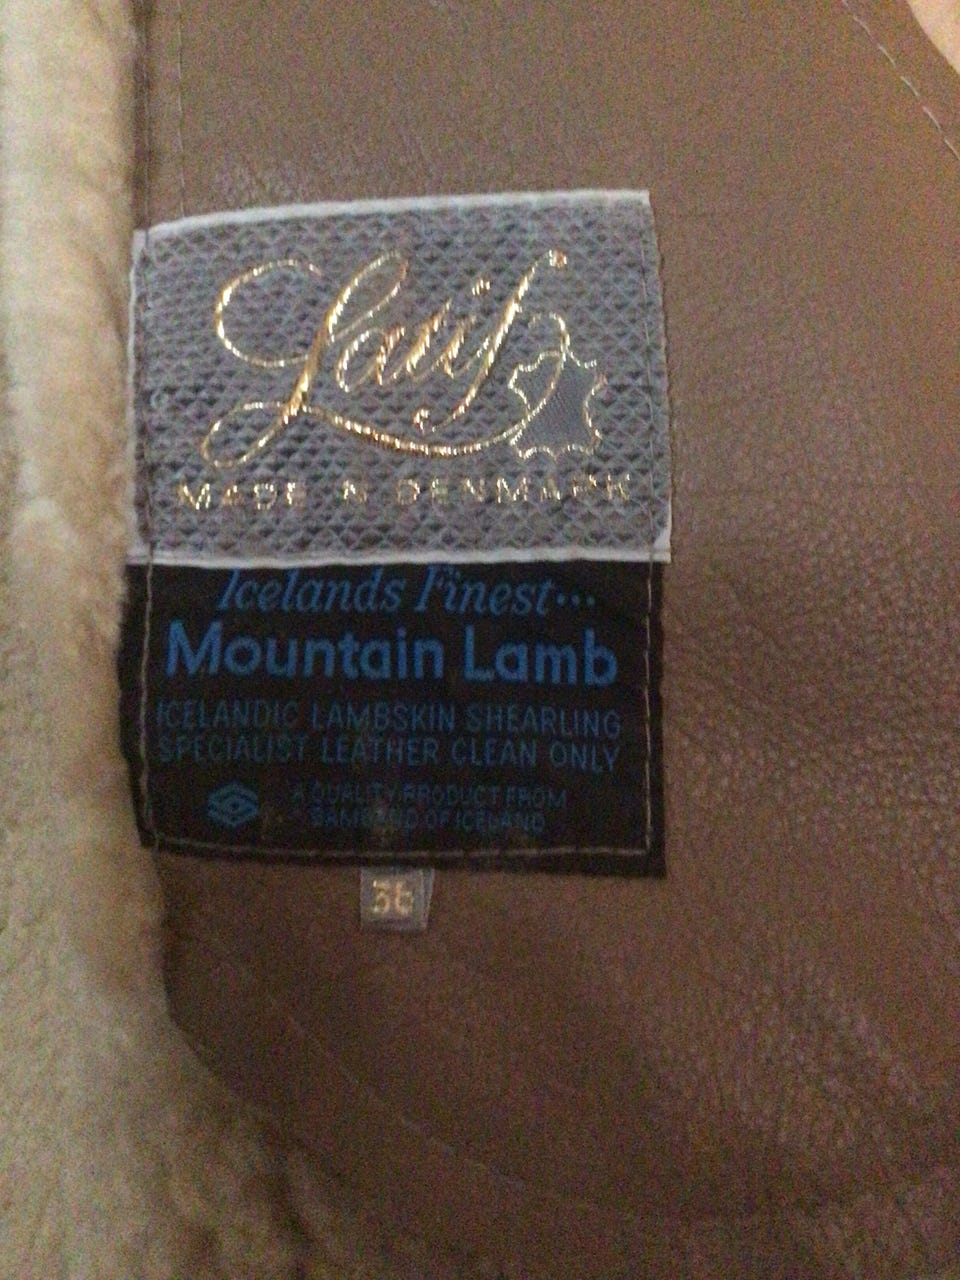 Latif
MADE IN DENMARK
Icelands Finest...
Mountain Lamb
ICELANDIC LAMBSKIN SHEARLING
SPECIALIST LEATHER CLEAN ONLY
A QUALITY PRODUCT FROM
SAMBAND OF ICELAND
36